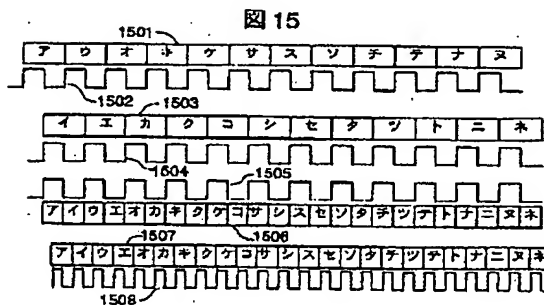 図15
1501
ア ウ オ キ ケ サ ス ソ チ テ ナ ヌ
1502
1503
イ エ カ ク コ シ セ タ ツ ト ニ ネ
1504
1505
ア イ ウ エ オ カ キ ク ケ コ サ シ ス セ ソ タ チ ツ テ ト ナ ニ ヌ ネ
1507
1506
ア イ ウ エ オ カ キ ク ケ コ サ シ ス セ ソ タ チ ツ テ ト ナ ニ ヌ ネ
1508